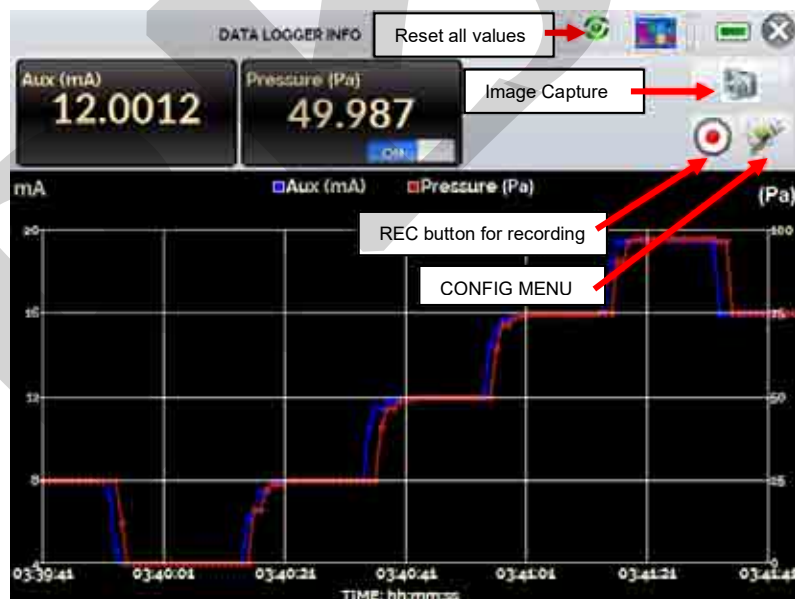 DATA LOGGER INFO
Reset all values
Aux (mA)
12.0012
Pressure (Pa)
49.987
ON
Image Capture
mA
Aux (mA)
Pressure (Pa)
(Pa)
REC button for recording
CONFIG MENU
20
16
12
8
4
100
75
50
25
0
03:39:41
03:40:01
03:40:21
03:40:41
03:41:01
03:41:21
TIME: hh:mm:ss